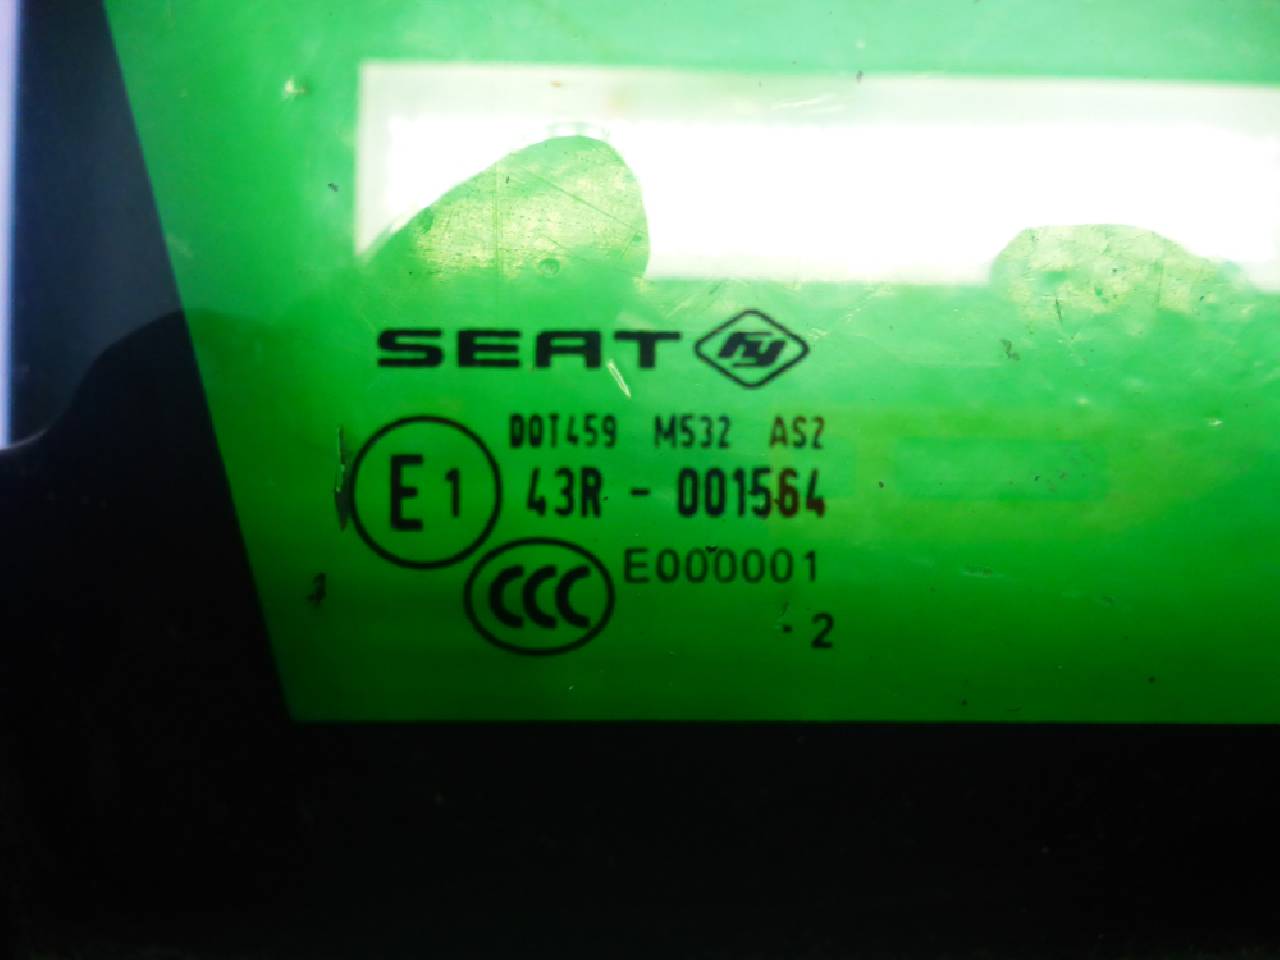 SEAT
DOT459 M532 AS2
E1 43R - 001564
CCC E000001
. 2